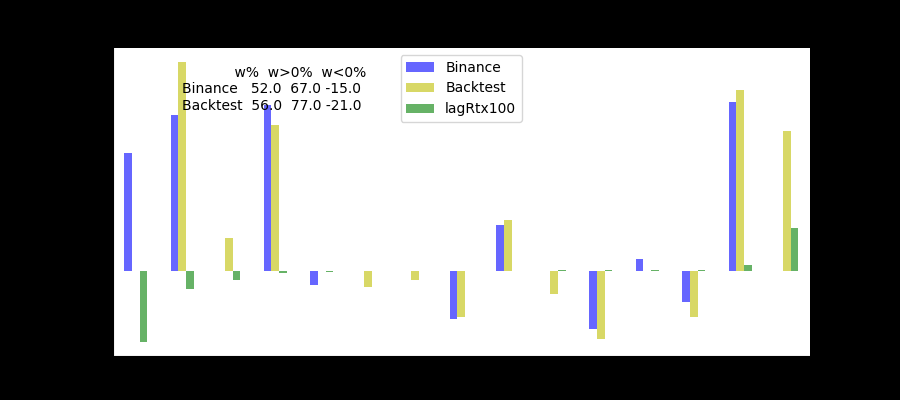 w% w>0% w<0%
Binance 52.0 67.0 -15.0
Backtest 56.0 77.0 -21.0
Binance
Backtest
lagRtx100